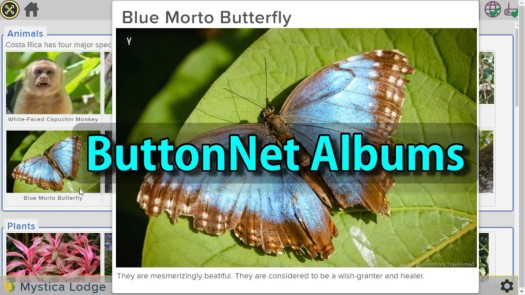 Blue Morto Butterfly
Animals
Costa Rica has four major spec
White-Faced Capuchin Monkey
ButtonNet Albums
Blue Morto Butterfly
Plants
They are mesmerizingly beatiful. They are considered to be a wish-granter and healer.
Mystica Lodge